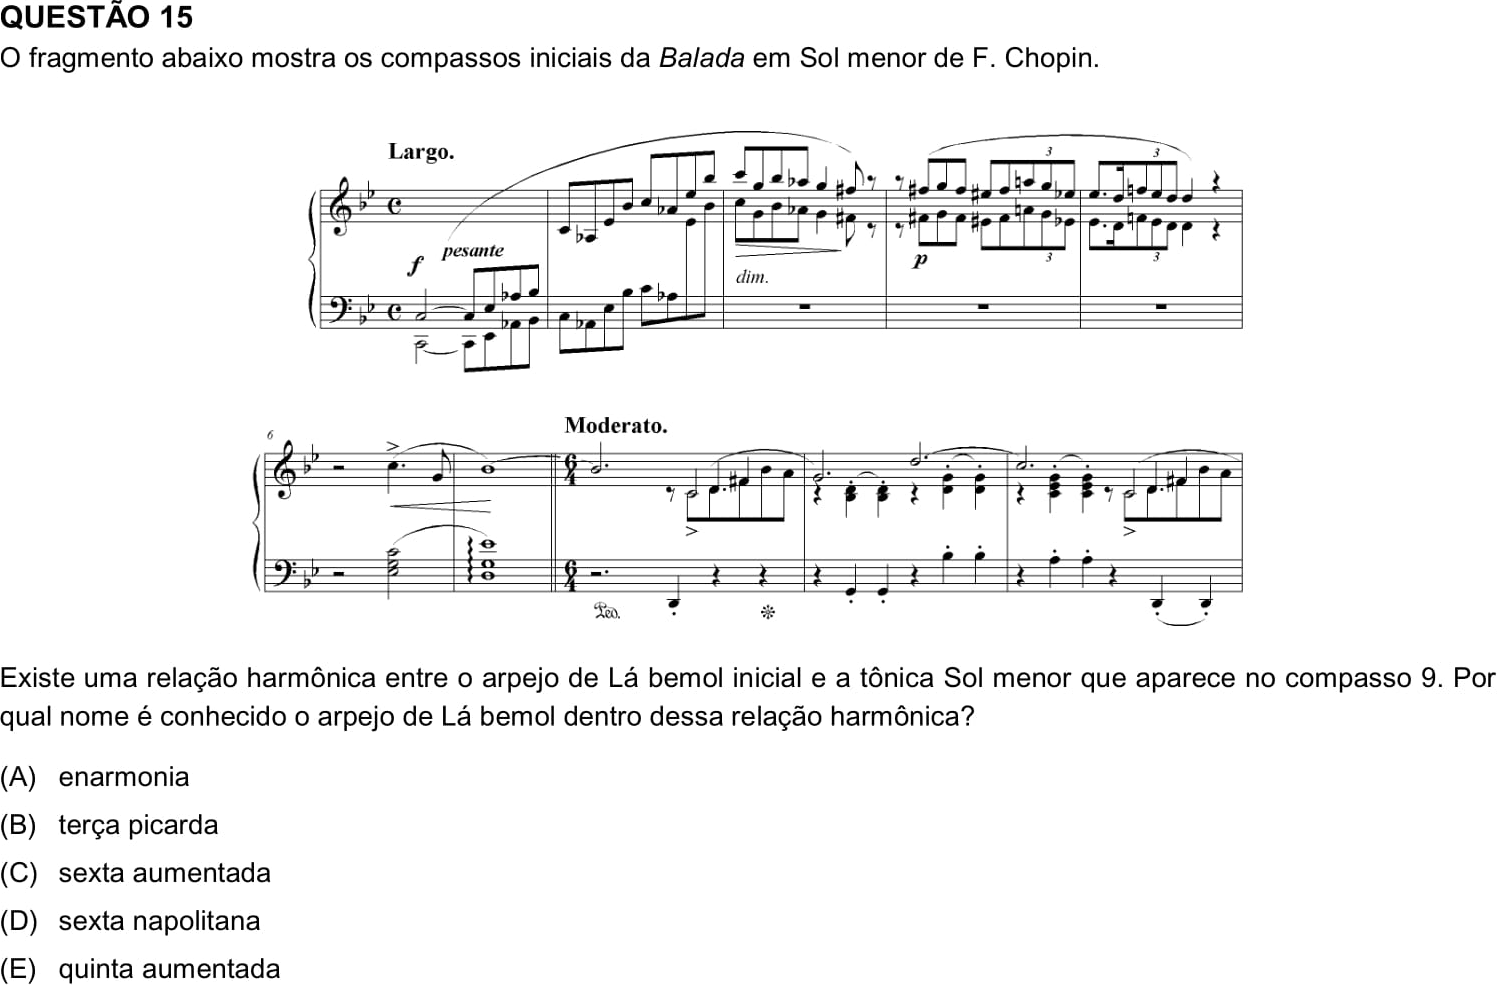 QUESTÃO 15
O fragmento abaixo mostra os compassos iniciais da Balada em Sol menor de F. Chopin.
Largo.
pesante
f
dim.
p
3
3
3
3
6
Moderato.
6
4
6
4
Ped.
Existe uma relação harmônica entre o arpejo de Lá bemol inicial e a tônica Sol menor que aparece no compasso 9. Por
qual nome é conhecido o arpejo de Lá bemol dentro dessa relação harmônica?
(A) enarmonia
(B) terça picarda
(C) sexta aumentada
(D) sexta napolitana
(E) quinta aumentada